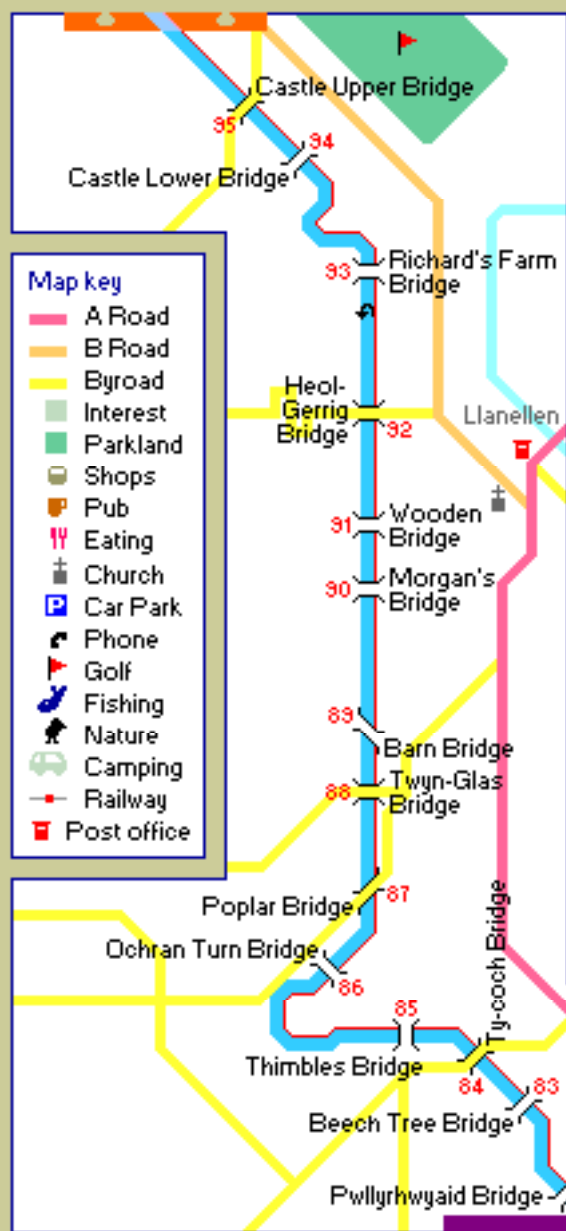 Castle Upper Bridge
95
94
Castle Lower Bridge
93
Richard's Farm
Bridge
Map key
A Road
B Road
Byroad
Interest
Parkland
Shops
Pub
Eating
Church
Car Park
Phone
Golf
Fishing
Nature
Camping
Railway
Post office
Heol-
Gerrig
Bridge
92
Llanellen
91
Wooden
Bridge
90
Morgan's
Bridge
89
Barn Bridge
88
Twyn-Glas
Bridge
87
Poplar Bridge
Ochran Turn Bridge
86
Ty-coch Bridge
85
Thimbles Bridge
84
83
Beech Tree Bridge
Pwllyrhwyaid Bridge